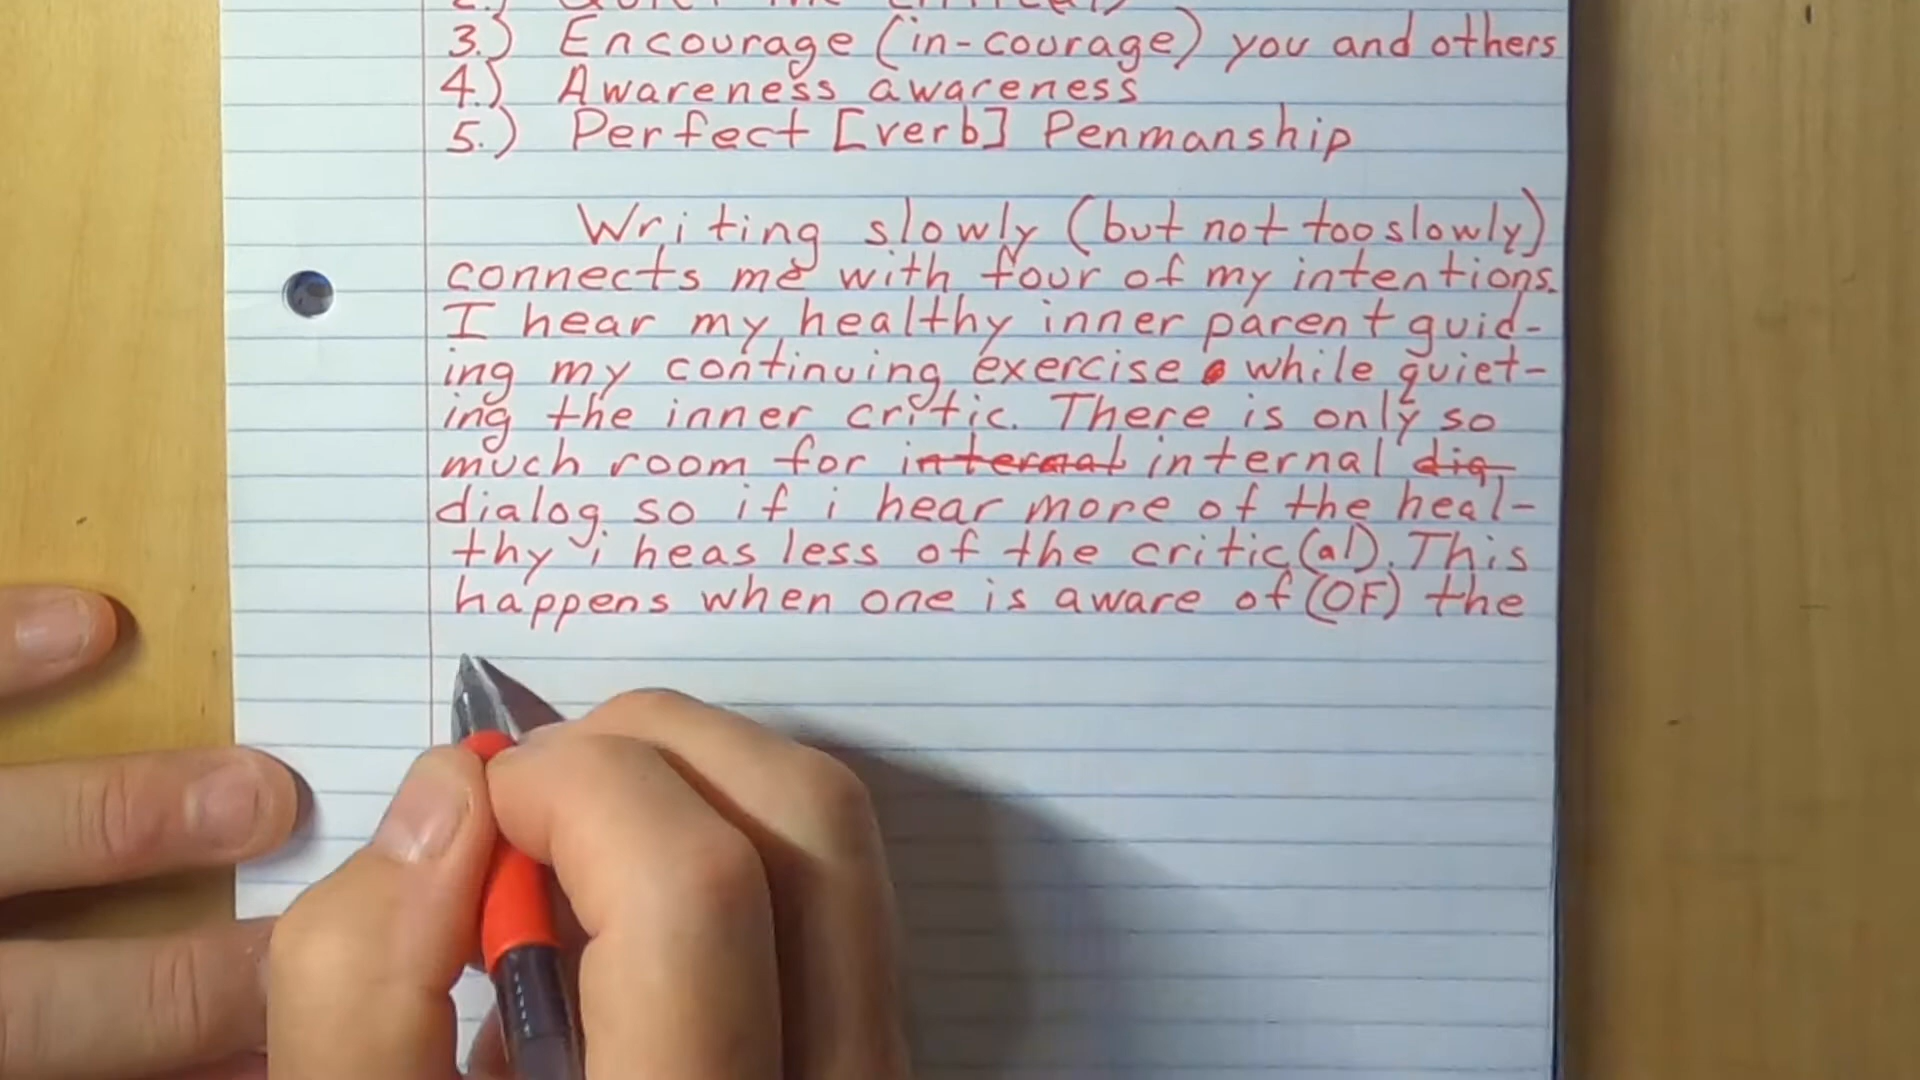 3.) Encourage (in-courage) you and others
4.) Awareness awareness
5.) Perfect [verb] Penmanship
Writing slowly (but not too slowly)
connects me with four of my intentions.
I hear my healthy inner parent guid-
ing my continuing exercise while quiet-
ing the inner critic. There is only so
much room for internal internal dia
dialog so if i hear more of the heal-
thy i heas less of the critic(al). This
happens when one is aware of (OF) the